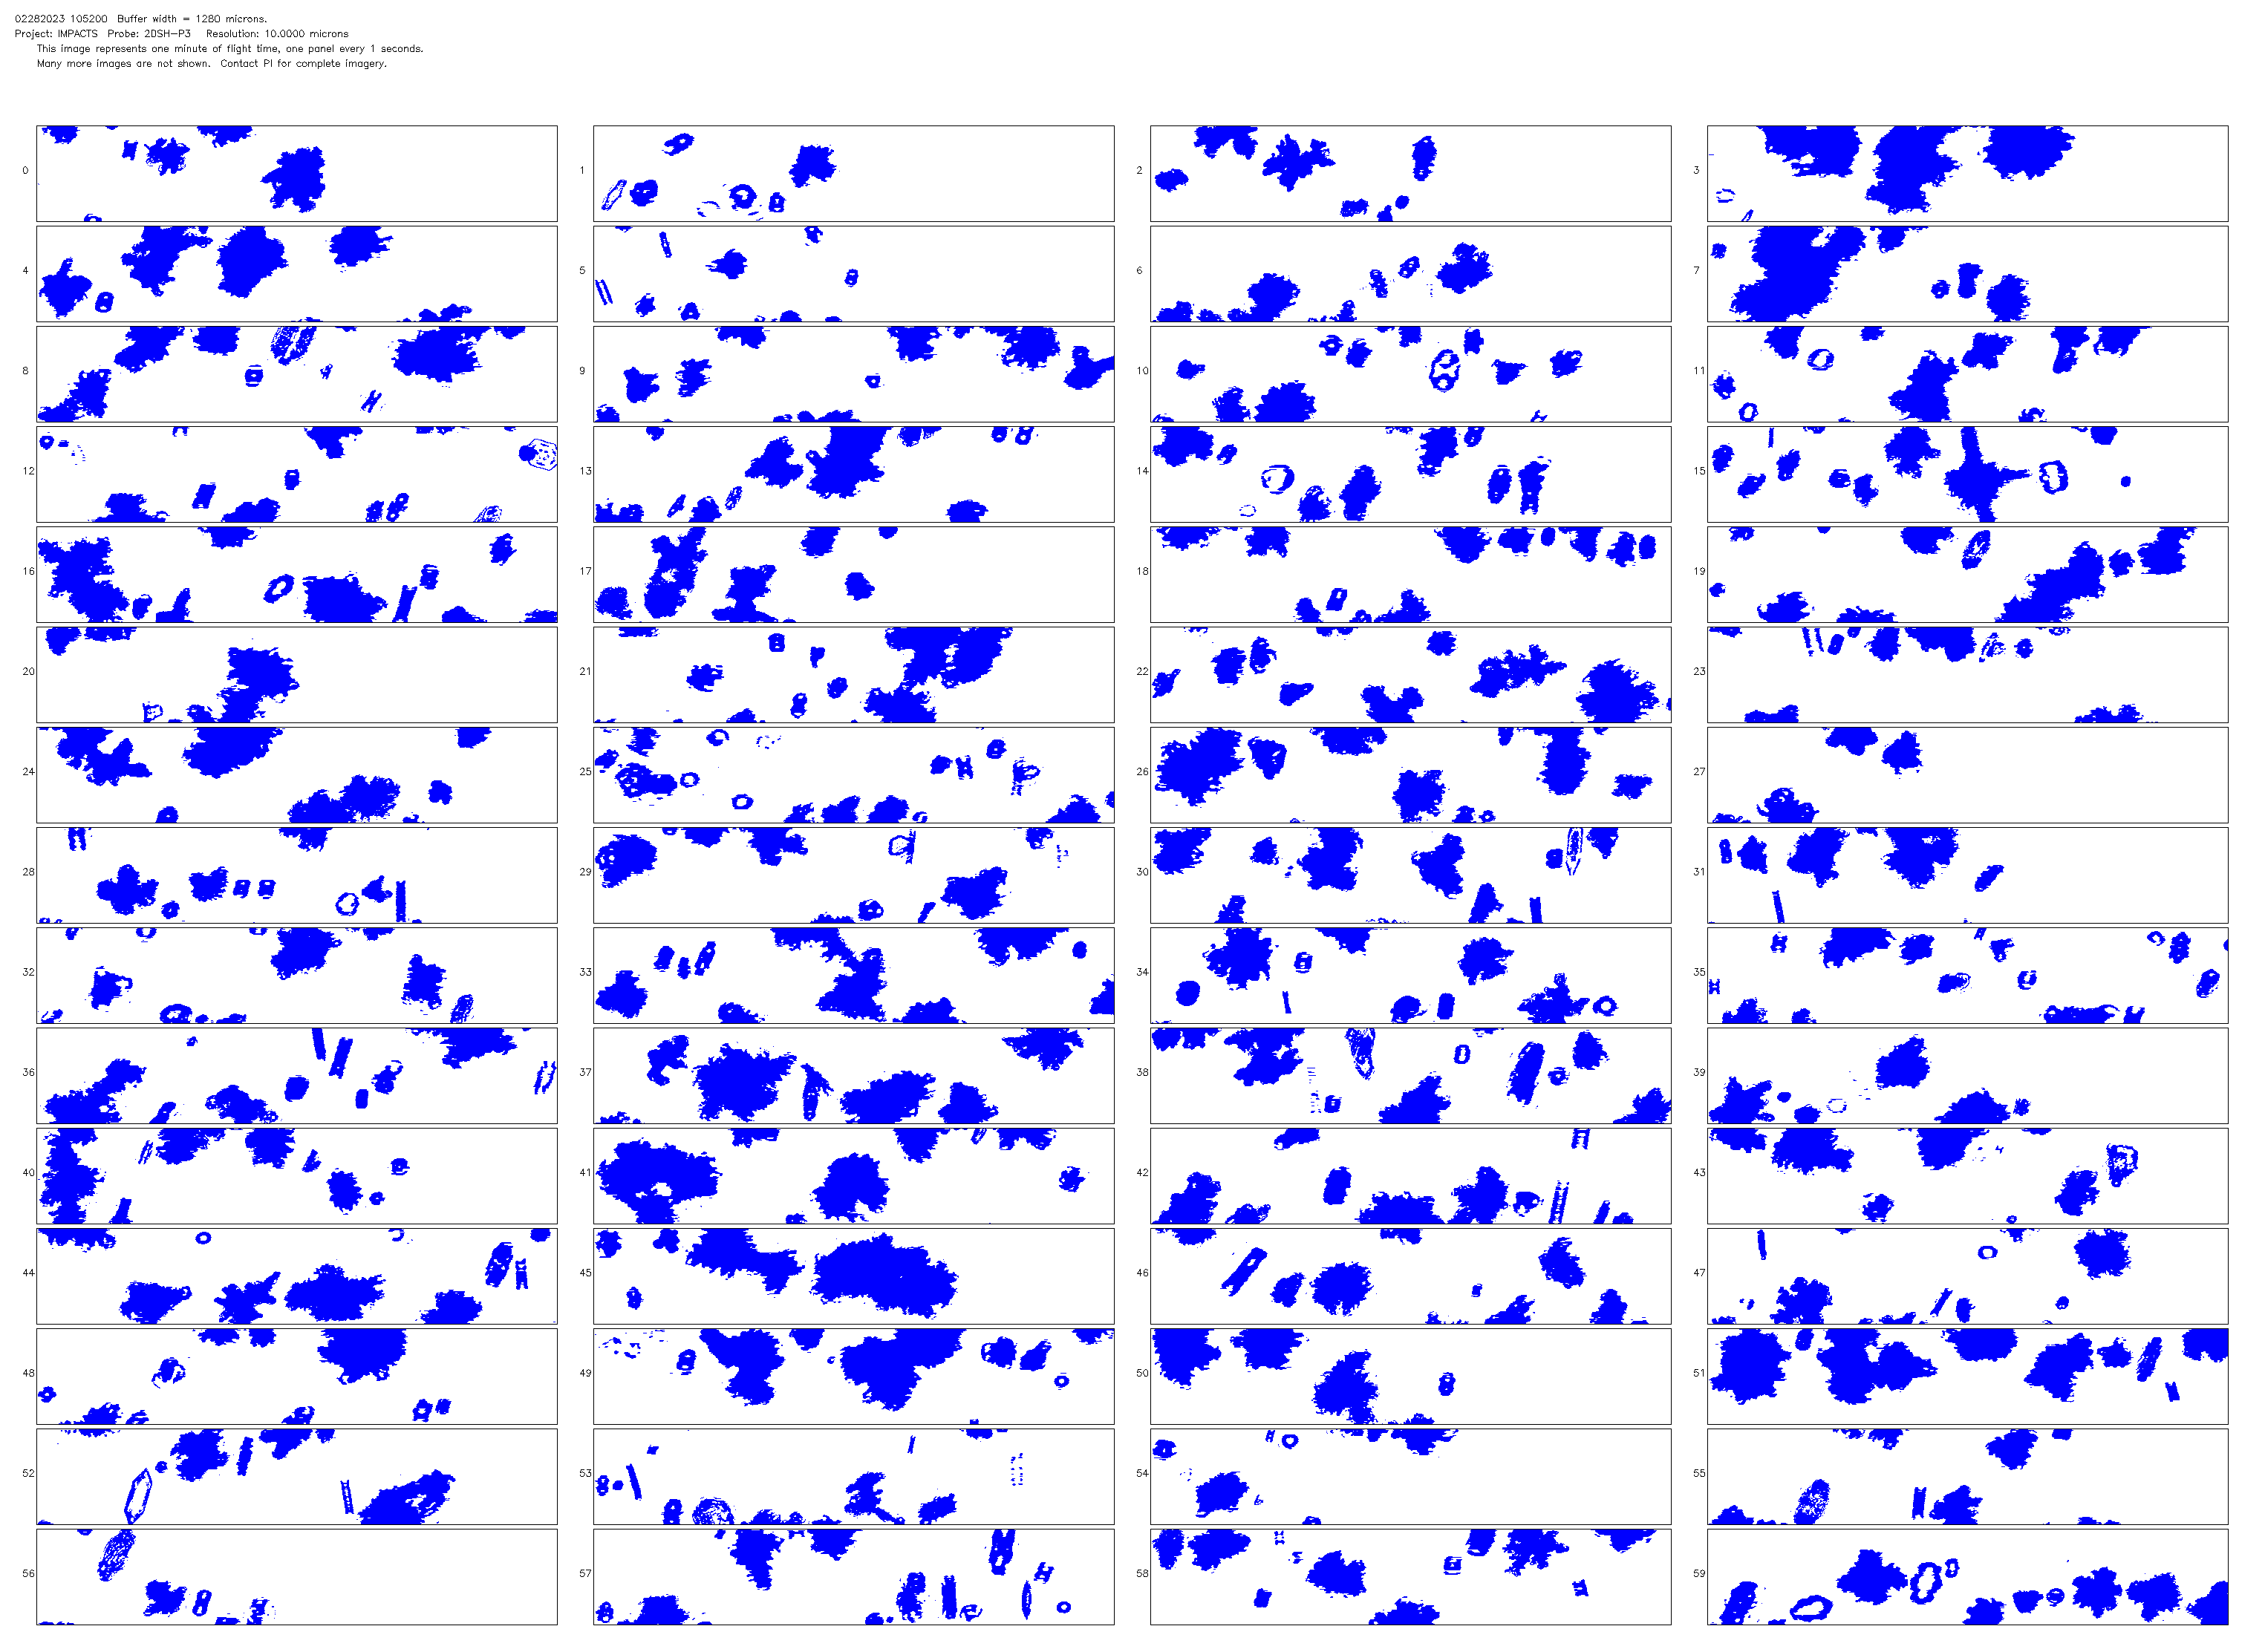 02282023 105200 Buffer width = 1280 microns.
Project: IMPACTS Probe: 2DSH-P3 Resolution: 10.0000 microns
This image represents one minute of flight time, one panel every 1 seconds.
Many more images are not shown. Contact PI for complete imagery.
0 1 2 3
4 5 6 7
8 9 10 11
12 13 14 15
16 17 18 19
20 21 22 23
24 25 26 27
28 29 30 31
32 33 34 35
36 37 38 39
40 41 42 43
44 45 46 47
48 49 50 51
52 53 54 55
56 57 58 59